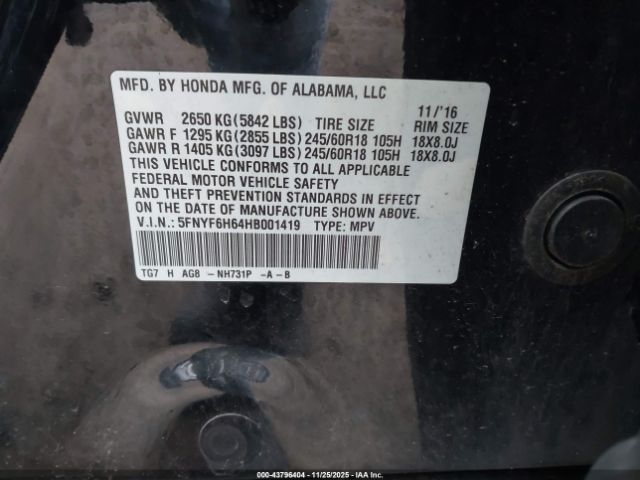 MFD. BY HONDA MFG. OF ALABAMA, LLC
11/'16
GVWR 2650 KG (5842 LBS) TIRE SIZE RIM SIZE
GAWR F 1295 KG (2855 LBS) 245/60R18 105H 18X8.0J
GAWR R 1405 KG (3097 LBS) 245/60R18 105H 18X8.0J
THIS VEHICLE CONFORMS TO ALL APPLICABLE
FEDERAL MOTOR VEHICLE SAFETY
AND THEFT PREVENTION STANDARDS IN EFFECT
ON THE DATE OF MANUFACTURE SHOWN ABOVE.
V.I.N.: 5FNYF6H64HB001419 TYPE: MPV
TG7 H AG8 -NH731P -A-B
000-43796404 - 11/25/2025 - IAA Inc.